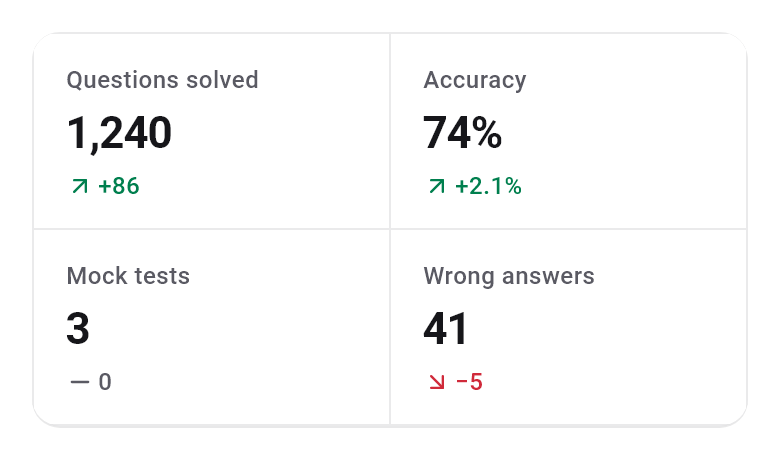 Questions solved
1,240
+86
Accuracy
74%
+2.1%
Mock tests
3
0
Wrong answers
41
−5